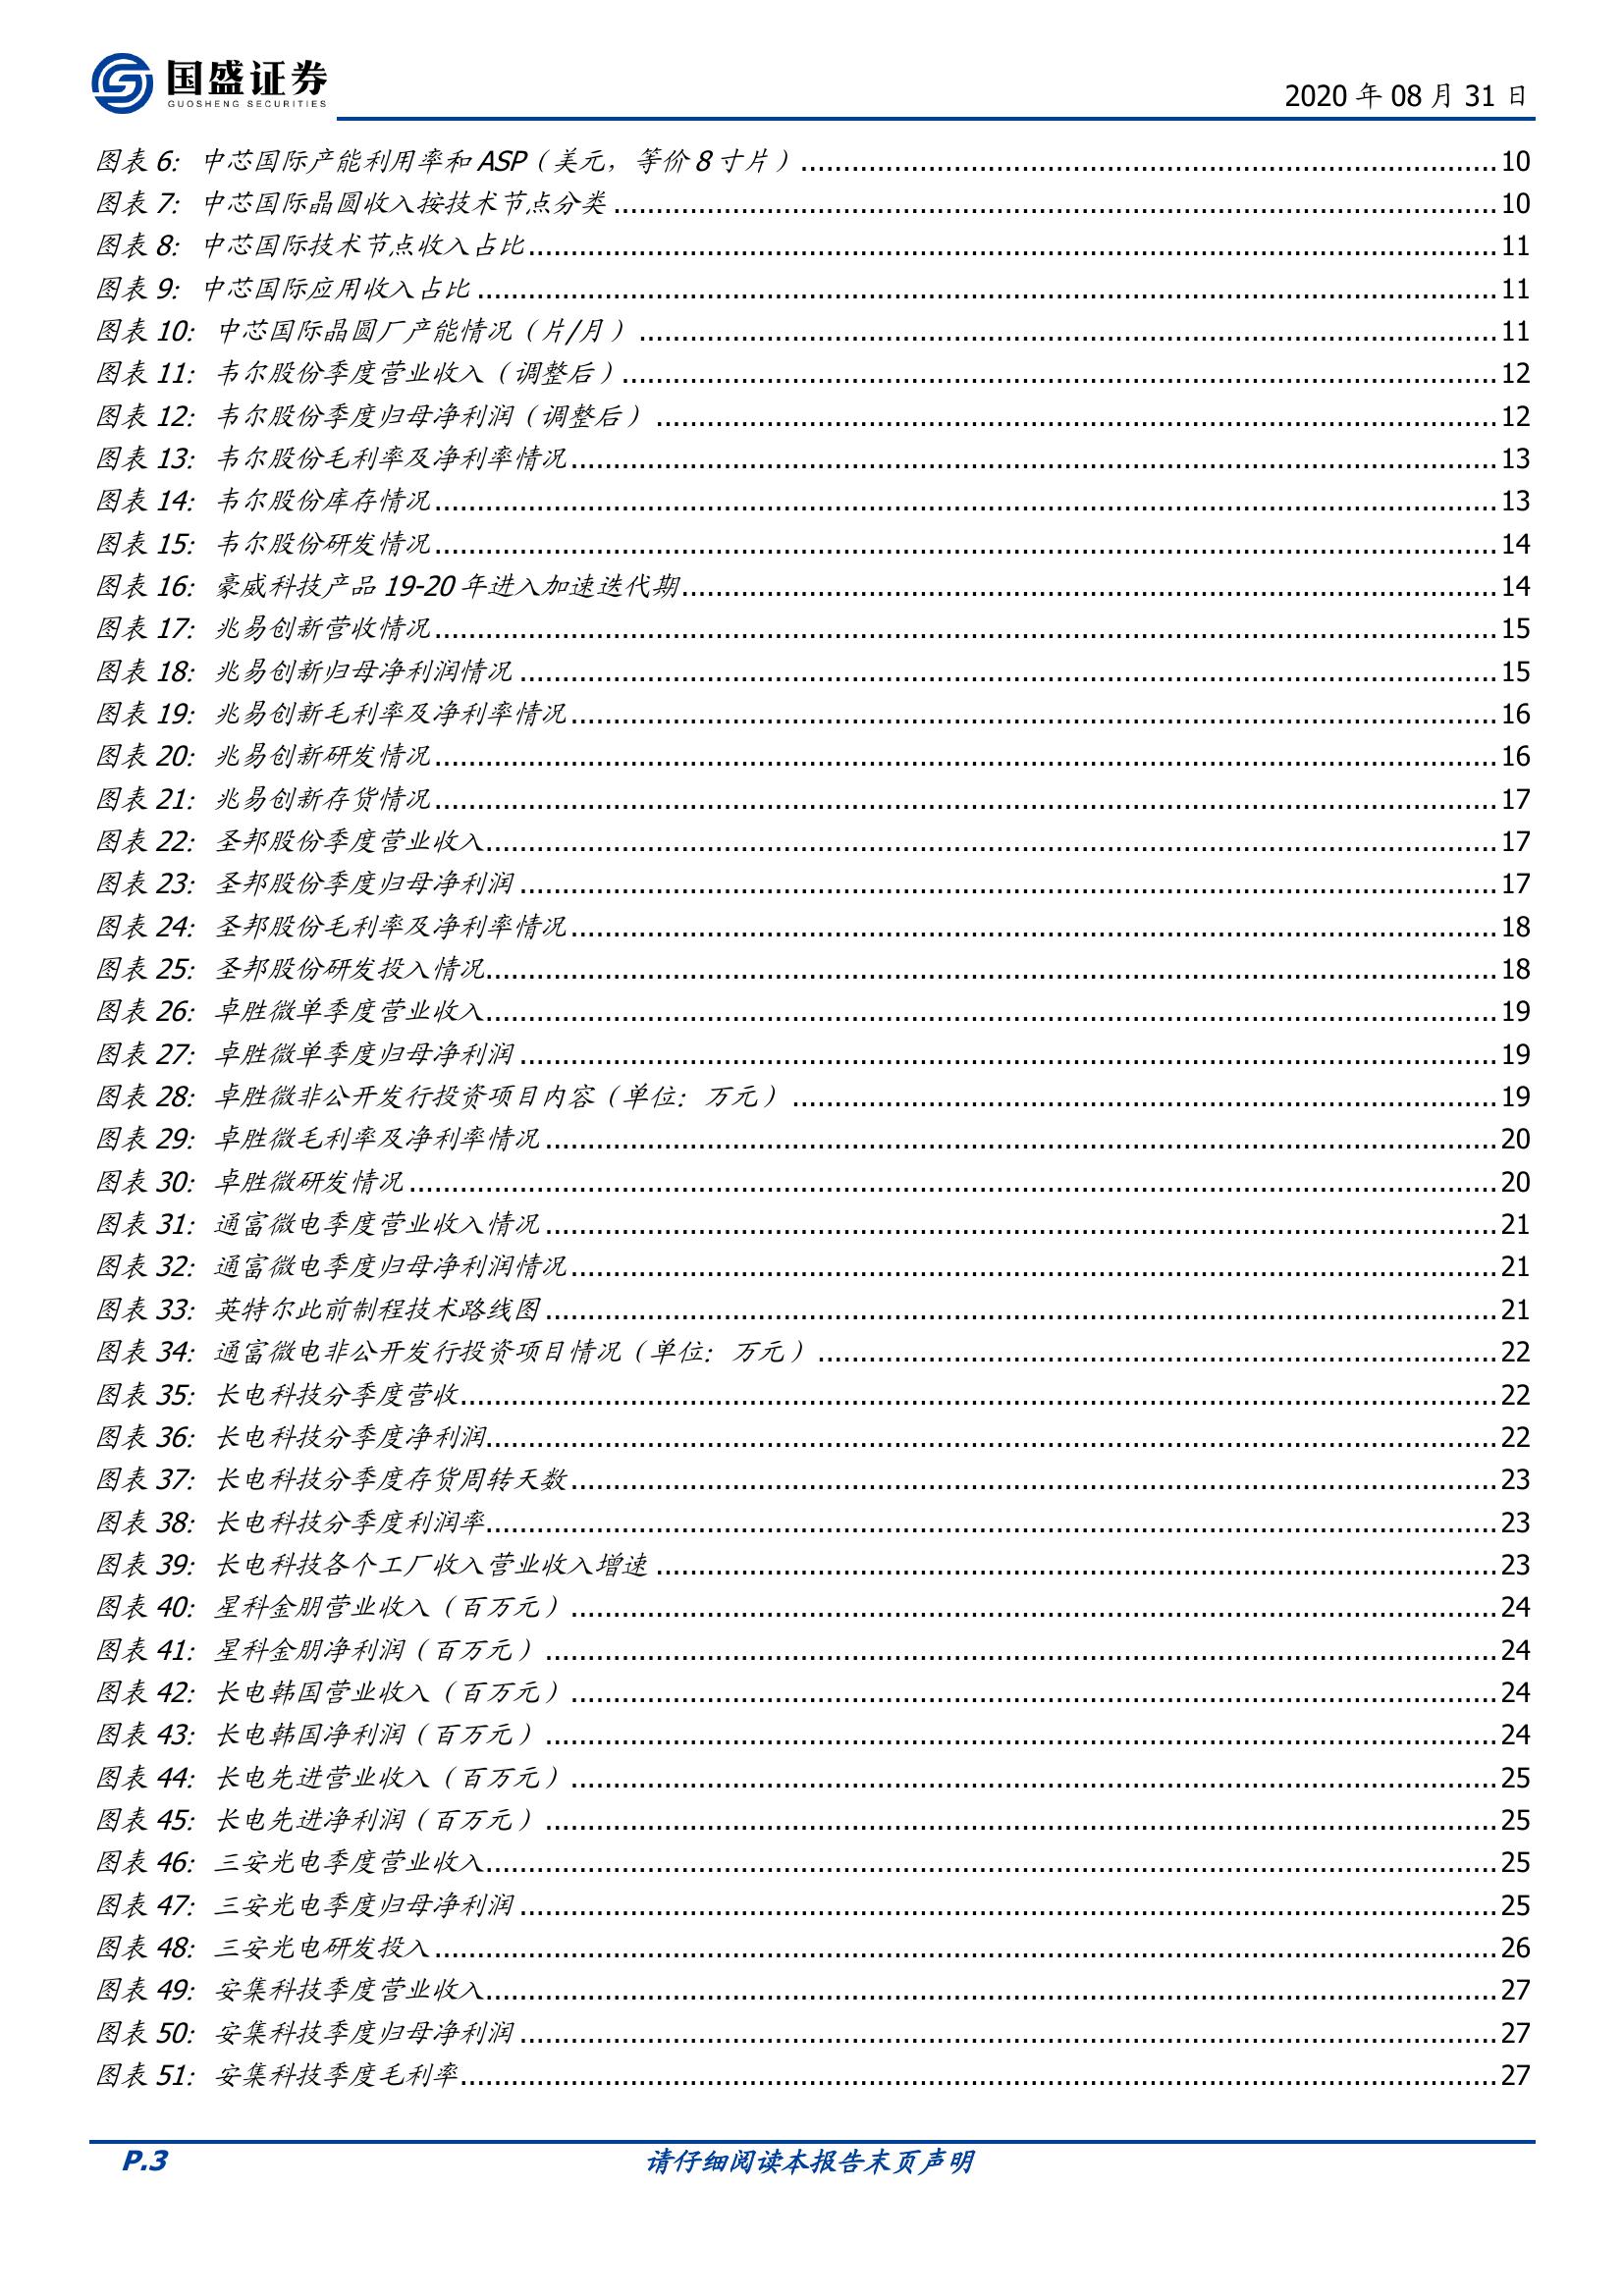 国盛证券
GUOSHENG SECURITIES
2020 年 08 月 31 日
图表 6: 中芯国际产能利用率和 ASP（美元，等价 8 寸片）10
图表 7: 中芯国际晶圆收入按技术节点分类 10
图表 8: 中芯国际技术节点收入占比 11
图表 9: 中芯国际应用收入占比 11
图表 10: 中芯国际晶圆厂产能情况（片/月）11
图表 11: 韦尔股份季度营业收入（调整后）12
图表 12: 韦尔股份季度归母净利润（调整后）12
图表 13: 韦尔股份毛利率及净利率情况 13
图表 14: 韦尔股份库存情况 13
图表 15: 韦尔股份研发情况 14
图表 16: 豪威科技产品 19-20 年进入加速迭代期 14
图表 17: 兆易创新营收情况 15
图表 18: 兆易创新归母净利润情况 15
图表 19: 兆易创新毛利率及净利率情况 16
图表 20: 兆易创新研发情况 16
图表 21: 兆易创新存货情况 17
图表 22: 圣邦股份季度营业收入 17
图表 23: 圣邦股份季度归母净利润 17
图表 24: 圣邦股份毛利率及净利率情况 18
图表 25: 圣邦股份研发投入情况 18
图表 26: 卓胜微单季度营业收入 19
图表 27: 卓胜微单季度归母净利润 19
图表 28: 卓胜微非公开发行投资项目内容（单位：万元）19
图表 29: 卓胜微毛利率及净利率情况 20
图表 30: 卓胜微研发情况 20
图表 31: 通富微电季度营业收入情况 21
图表 32: 通富微电季度归母净利润情况 21
图表 33: 英特尔此前制程技术路线图 21
图表 34: 通富微电非公开发行投资项目情况（单位：万元）22
图表 35: 长电科技分季度营收 22
图表 36: 长电科技分季度净利润 22
图表 37: 长电科技分季度存货周转天数 23
图表 38: 长电科技分季度利润率 23
图表 39: 长电科技各个工厂收入营业收入增速 23
图表 40: 星科金朋营业收入（百万元）24
图表 41: 星科金朋净利润（百万元）24
图表 42: 长电韩国营业收入（百万元）24
图表 43: 长电韩国净利润（百万元）24
图表 44: 长电先进营业收入（百万元）25
图表 45: 长电先进净利润（百万元）25
图表 46: 三安光电季度营业收入 25
图表 47: 三安光电季度归母净利润 25
图表 48: 三安光电研发投入 26
图表 49: 安集科技季度营业收入 27
图表 50: 安集科技季度归母净利润 27
图表 51: 安集科技季度毛利率 27
P.3
请仔细阅读本报告末页声明